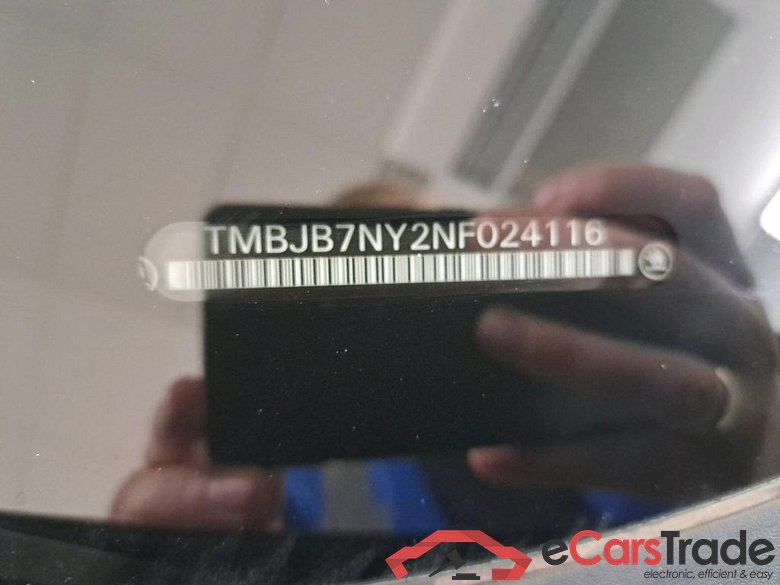 TMBJB7NY2NF024116
eCarsTrade
electronic, efficient & easy